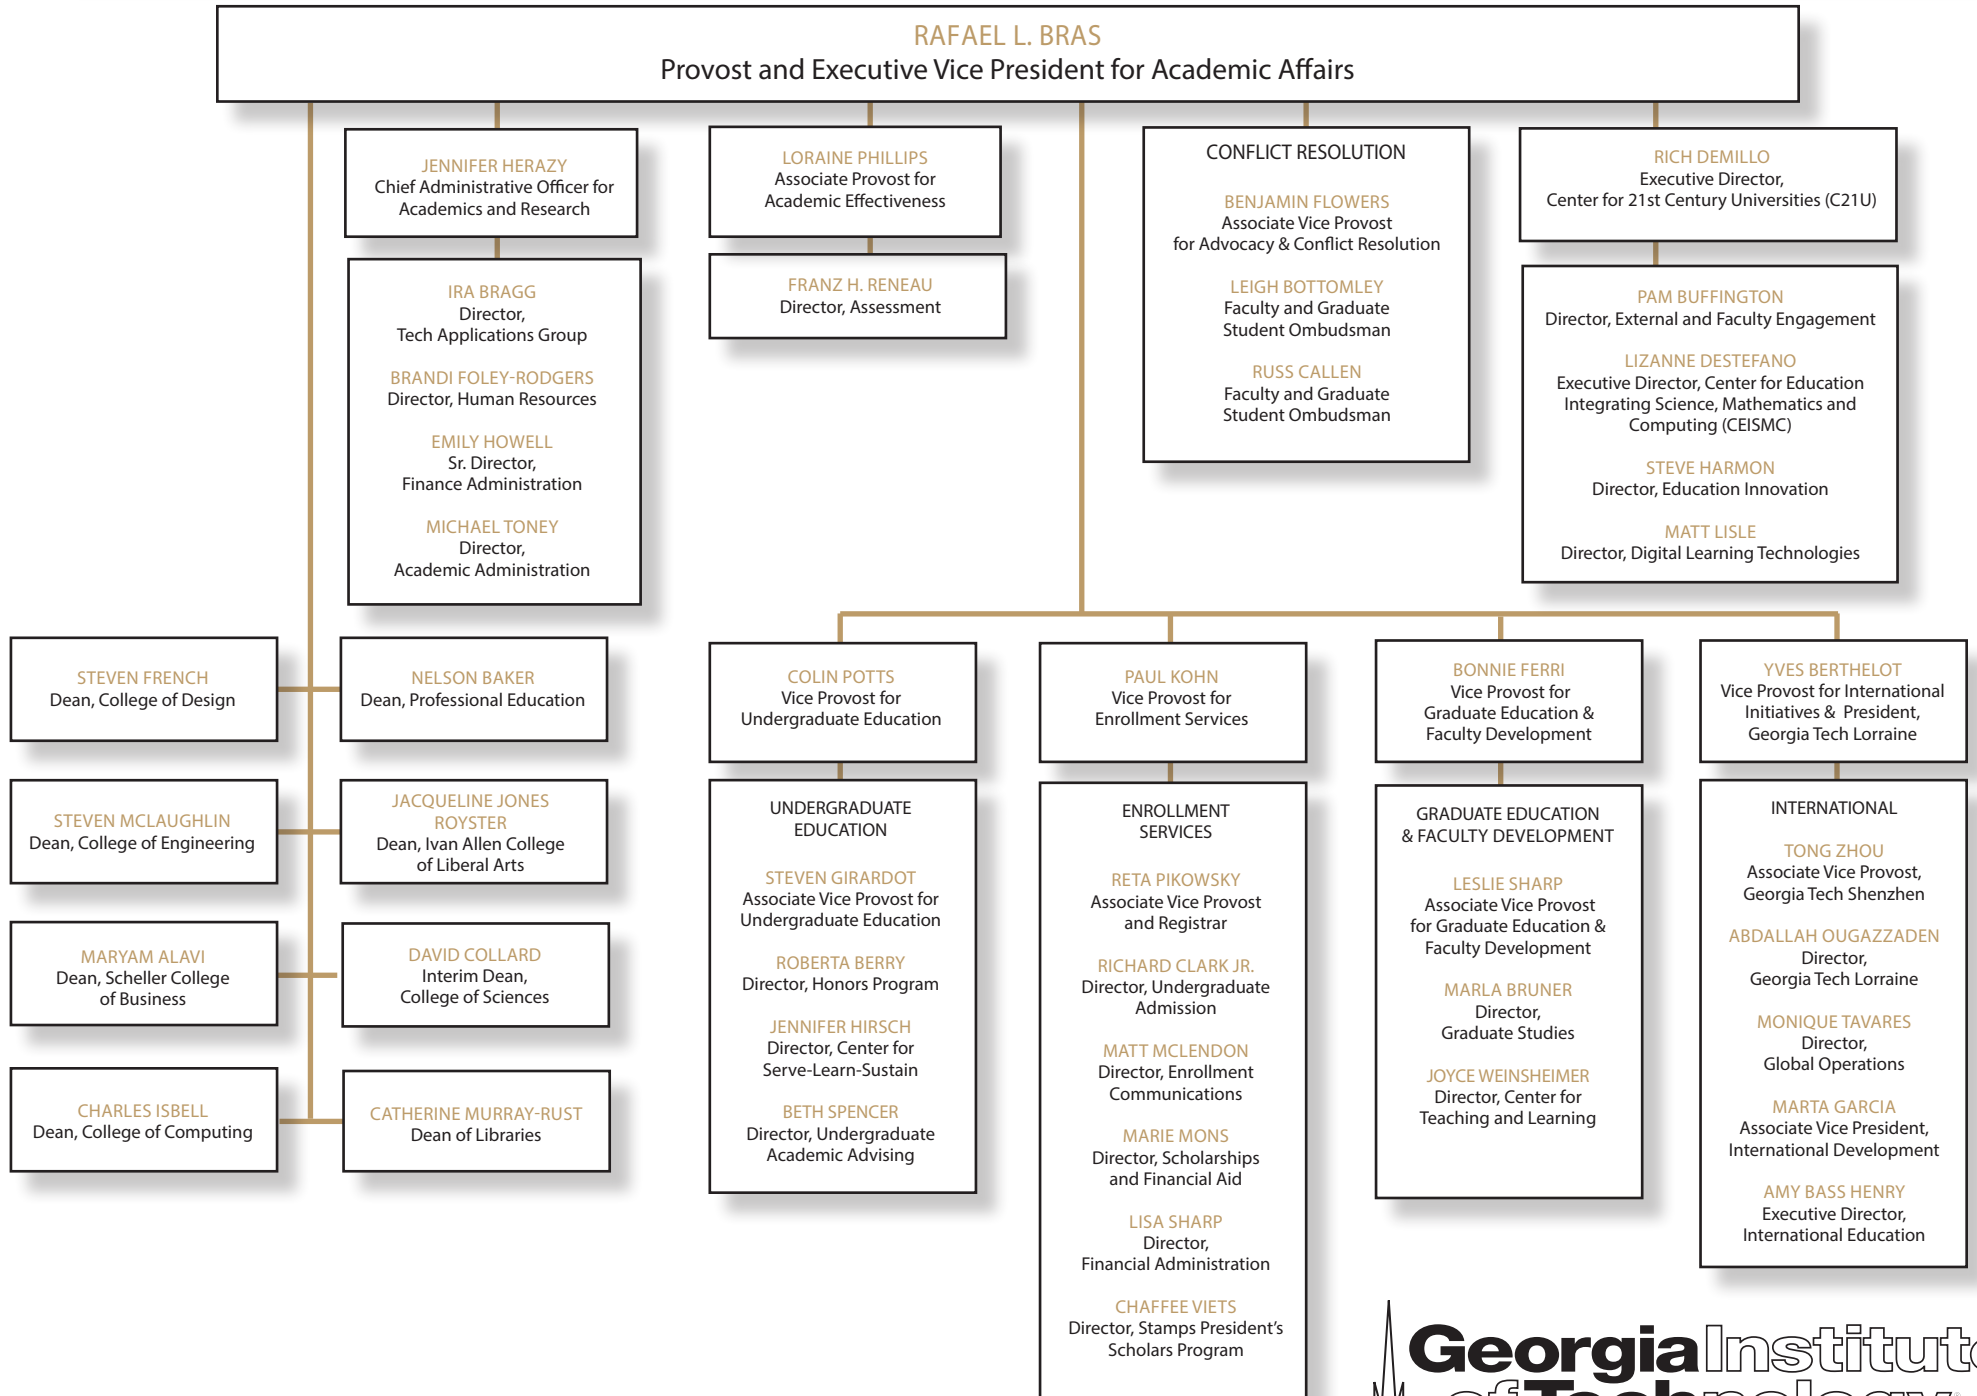 RAFAEL L. BRAS
Provost and Executive Vice President for Academic Affairs
JENNIFER HERAZY
Chief Administrative Officer for
Academics and Research
IRA BRAGG
Director,
Tech Applications Group
BRANDI FOLEY-RODGERS
Director, Human Resources
EMILY HOWELL
Sr. Director,
Finance Administration
MICHAEL TONEY
Director,
Academic Administration
LORAINE PHILLIPS
Associate Provost for
Academic Effectiveness
FRANZ H. RENEAU
Director, Assessment
CONFLICT RESOLUTION
BENJAMIN FLOWERS
Associate Vice Provost
for Advocacy & Conflict Resolution
LEIGH BOTTOMLEY
Faculty and Graduate
Student Ombudsman
RUSS CALLEN
Faculty and Graduate
Student Ombudsman
RICH DEMILLO
Executive Director,
Center for 21st Century Universities (C21U)
PAM BUFFINGTON
Director, External and Faculty Engagement
LIZANNE DESTEFANO
Executive Director, Center for Education
Integrating Science, Mathematics and
Computing (CEISMC)
STEVE HARMON
Director, Education Innovation
MATT LISLE
Director, Digital Learning Technologies
STEVEN FRENCH
Dean, College of Design
NELSON BAKER
Dean, Professional Education
STEVEN MCLAUGHLIN
Dean, College of Engineering
JACQUELINE JONES
ROYSTER
Dean, Ivan Allen College
of Liberal Arts
MARYAM ALAVI
Dean, Scheller College
of Business
DAVID COLLARD
Interim Dean,
College of Sciences
CHARLES ISBELL
Dean, College of Computing
CATHERINE MURRAY-RUST
Dean of Libraries
COLIN POTTS
Vice Provost for
Undergraduate Education
UNDERGRADUATE
EDUCATION
STEVEN GIRARDOT
Associate Vice Provost for
Undergraduate Education
ROBERTA BERRY
Director, Honors Program
JENNIFER HIRSCH
Director, Center for
Serve-Learn-Sustain
BETH SPENCER
Director, Undergraduate
Academic Advising
PAUL KOHN
Vice Provost for
Enrollment Services
ENROLLMENT
SERVICES
RETA PIKOWSKY
Associate Vice Provost
and Registrar
RICHARD CLARK JR.
Director, Undergraduate
Admission
MATT MCLENDON
Director, Enrollment
Communications
MARIE MONS
Director, Scholarships
and Financial Aid
LISA SHARP
Director,
Financial Administration
CHAFFEE VIETS
Director, Stamps President's
Scholars Program
BONNIE FERRI
Vice Provost for
Graduate Education &
Faculty Development
GRADUATE EDUCATION
& FACULTY DEVELOPMENT
LESLIE SHARP
Associate Vice Provost
for Graduate Education &
Faculty Development
MARLA BRUNER
Director,
Graduate Studies
JOYCE WEINSHEIMER
Director, Center for
Teaching and Learning
YVES BERTHELOT
Vice Provost for International
Initiatives & President,
Georgia Tech Lorraine
INTERNATIONAL
TONG ZHOU
Associate Vice Provost,
Georgia Tech Shenzhen
ABDALLAH OUGAZZADEN
Director,
Georgia Tech Lorraine
MONIQUE TAVARES
Director,
Global Operations
MARTA GARCIA
Associate Vice President,
International Development
AMY BASS HENRY
Executive Director,
International Education
Georgia Institute
of Technology